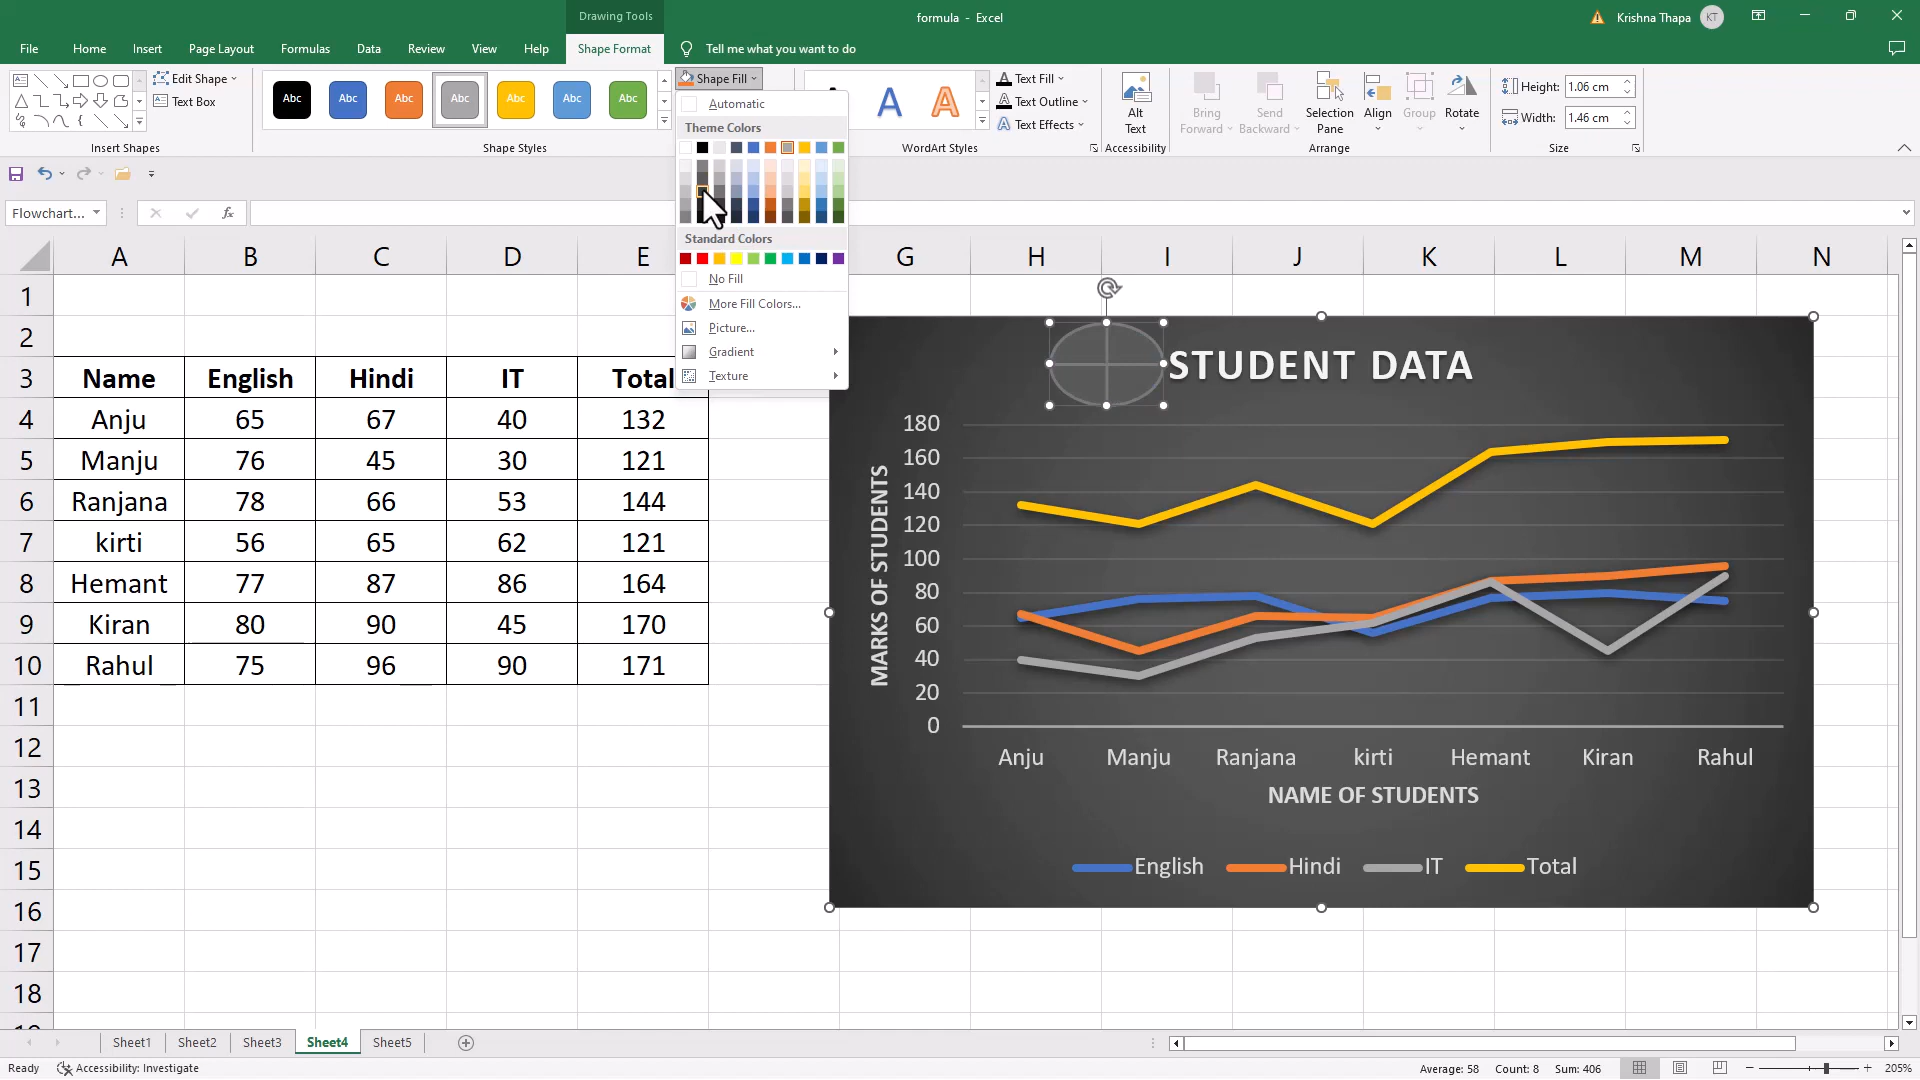 Drawing Tools
formula - Excel
Krishna Thapa KT
File Home Insert Page Layout Formulas Data Review View Help Shape Format Tell me what you want to do
Edit Shape
Text Box
Insert Shapes
Abc Abc Abc Abc Abc Abc Abc
Shape Styles
Shape Fill
Automatic
Theme Colors
Standard Colors
No Fill
More Fill Colors...
Picture...
Gradient
Texture
A A
Text Fill
Text Outline
Text Effects
WordArt Styles
Alt Text
Accessibility
Bring Forward
Send Backward
Selection Pane
Align
Group
Rotate
Arrange
Height: 1.06 cm
Width: 1.46 cm
Size
Flowchart...
fx
A B C D E G H I J K L M N
1
2
3 Name English Hindi IT Total
4 Anju 65 67 40 132
5 Manju 76 45 30 121
6 Ranjana 78 66 53 144
7 kirti 56 65 62 121
8 Hemant 77 87 86 164
9 Kiran 80 90 45 170
10 Rahul 75 96 90 171
11
12
13
14
15
16
17
18
STUDENT DATA
MARKS OF STUDENTS
180
160
140
120
100
80
60
40
20
0
Anju Manju Ranjana kirti Hemant Kiran Rahul
NAME OF STUDENTS
English Hindi IT Total
Sheet1 Sheet2 Sheet3 Sheet4 Sheet5
Ready Accessibility: Investigate Average: 58 Count: 8 Sum: 406 205%